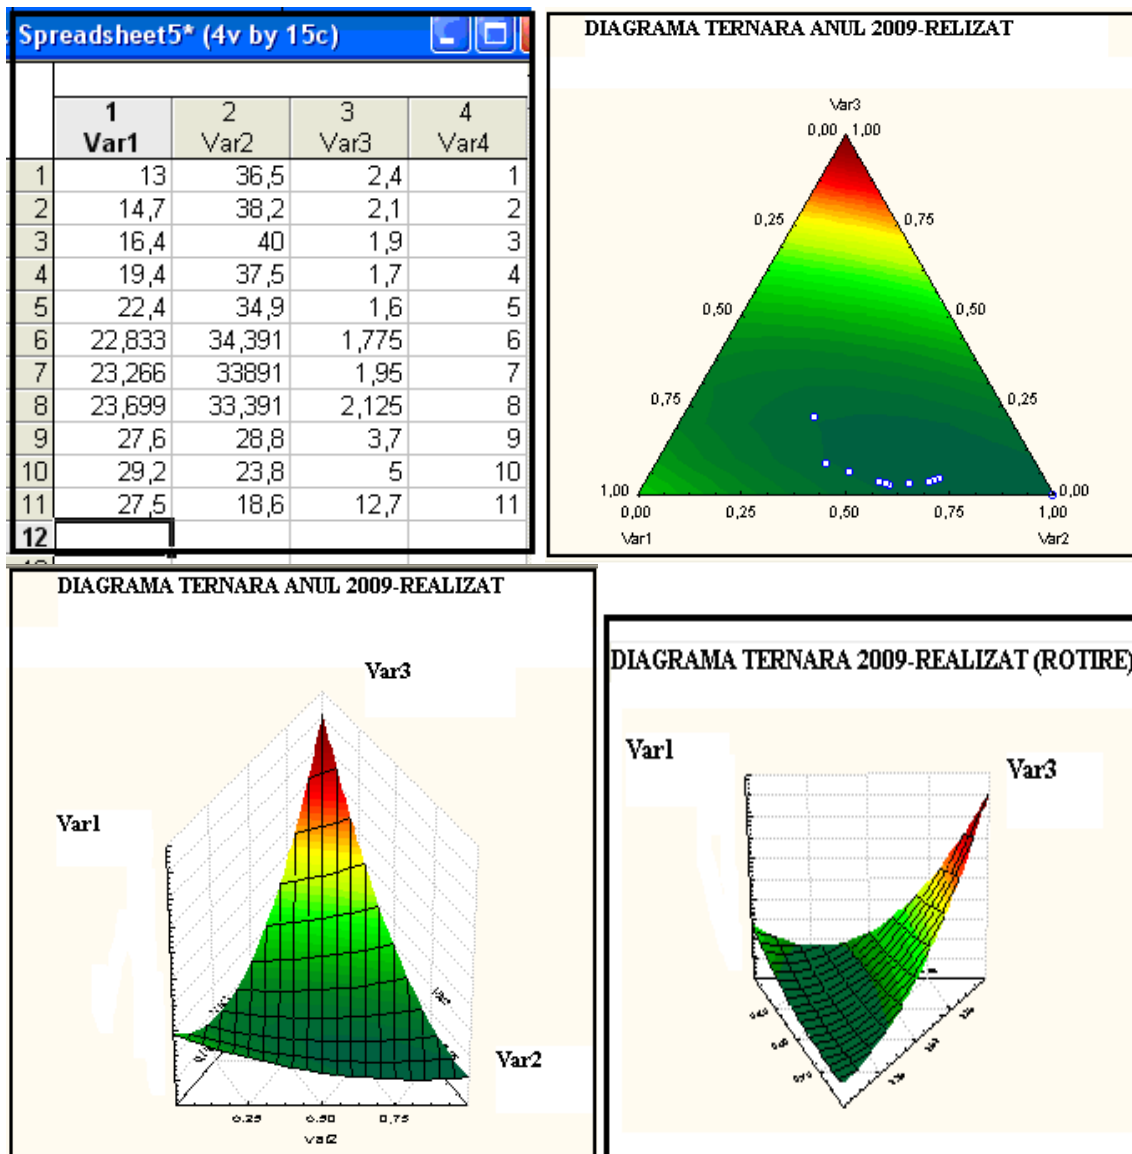 Spreadsheet5* (4v by 15c)
1 2 3 4
Var1 Var2 Var3 Var4
1 13 36,5 2,4 1
2 14,7 38,2 2,1 2
3 16,4 40 1,9 3
4 19,4 37,5 1,7 4
5 22,4 34,9 1,6 5
6 22,833 34,391 1,775 6
7 23,266 33891 1,95 7
8 23,699 33,391 2,125 8
9 27,6 28,8 3,7 9
10 29,2 23,8 5 10
11 27,5 18,6 12,7 11
12
DIAGRAMA TERNARA ANUL 2009-RELIZAT
Var3
0,00 1,00
0,25 0,75
0,50 0,50
0,75 0,25
1,00 0,00
0,00 0,25 0,50 0,75 1,00
Var1 Var2
DIAGRAMA TERNARA ANUL 2009-REALIZAT
Var3
Var1
Var2
0.25 0.50 0,75
Var2
DIAGRAMA TERNARA 2009-REALIZAT (ROTIRE)
Var1
Var3